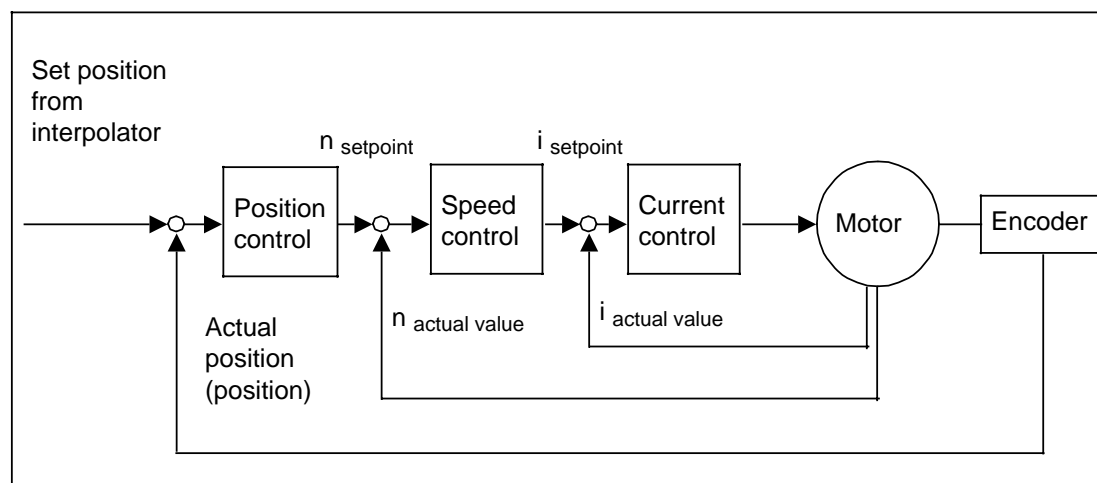 Set position
from
interpolator
n setpoint
i setpoint
Position
control
Speed
control
Current
control
Motor
Encoder
n actual value
i actual value
Actual
position
(position)